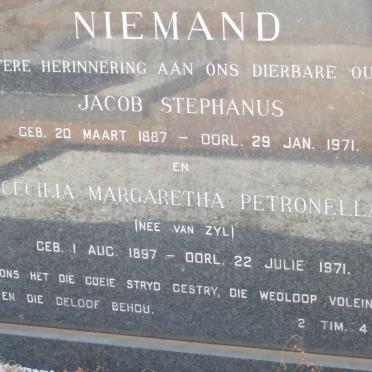 NIEMAND
TERE HERINNERING AAN ONS DIERBARE OU
JACOB STEPHANUS
GEB. 20 MAART 1887 — OORL. 29 JAN. 1971.
EN
CECILIA MARGARETHA PETRONELLA
(NEE VAN ZYL)
GEB. 1 AUG. 1897 — OORL. 22 JULIE 1971.
ONS HET DIE GOEIE STRYD GESTRY, DIE WEDLOOP VOLEIN
EN DIE GELOOF BEHOU.
2 TIM. 4